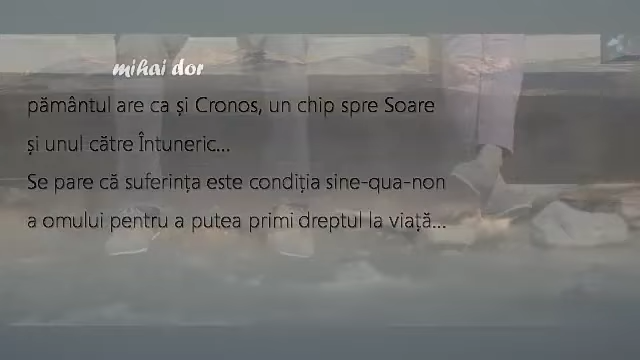 mihai dor
pământul are ca și Cronos, un chip spre Soare
și unul către Întuneric...
Se pare că suferința este condiția sine-qua-non
a omului pentru a putea primi dreptul la viață...